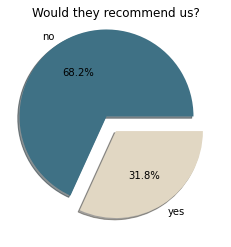 Would they recommend us?
no
68.2%
31.8%
yes